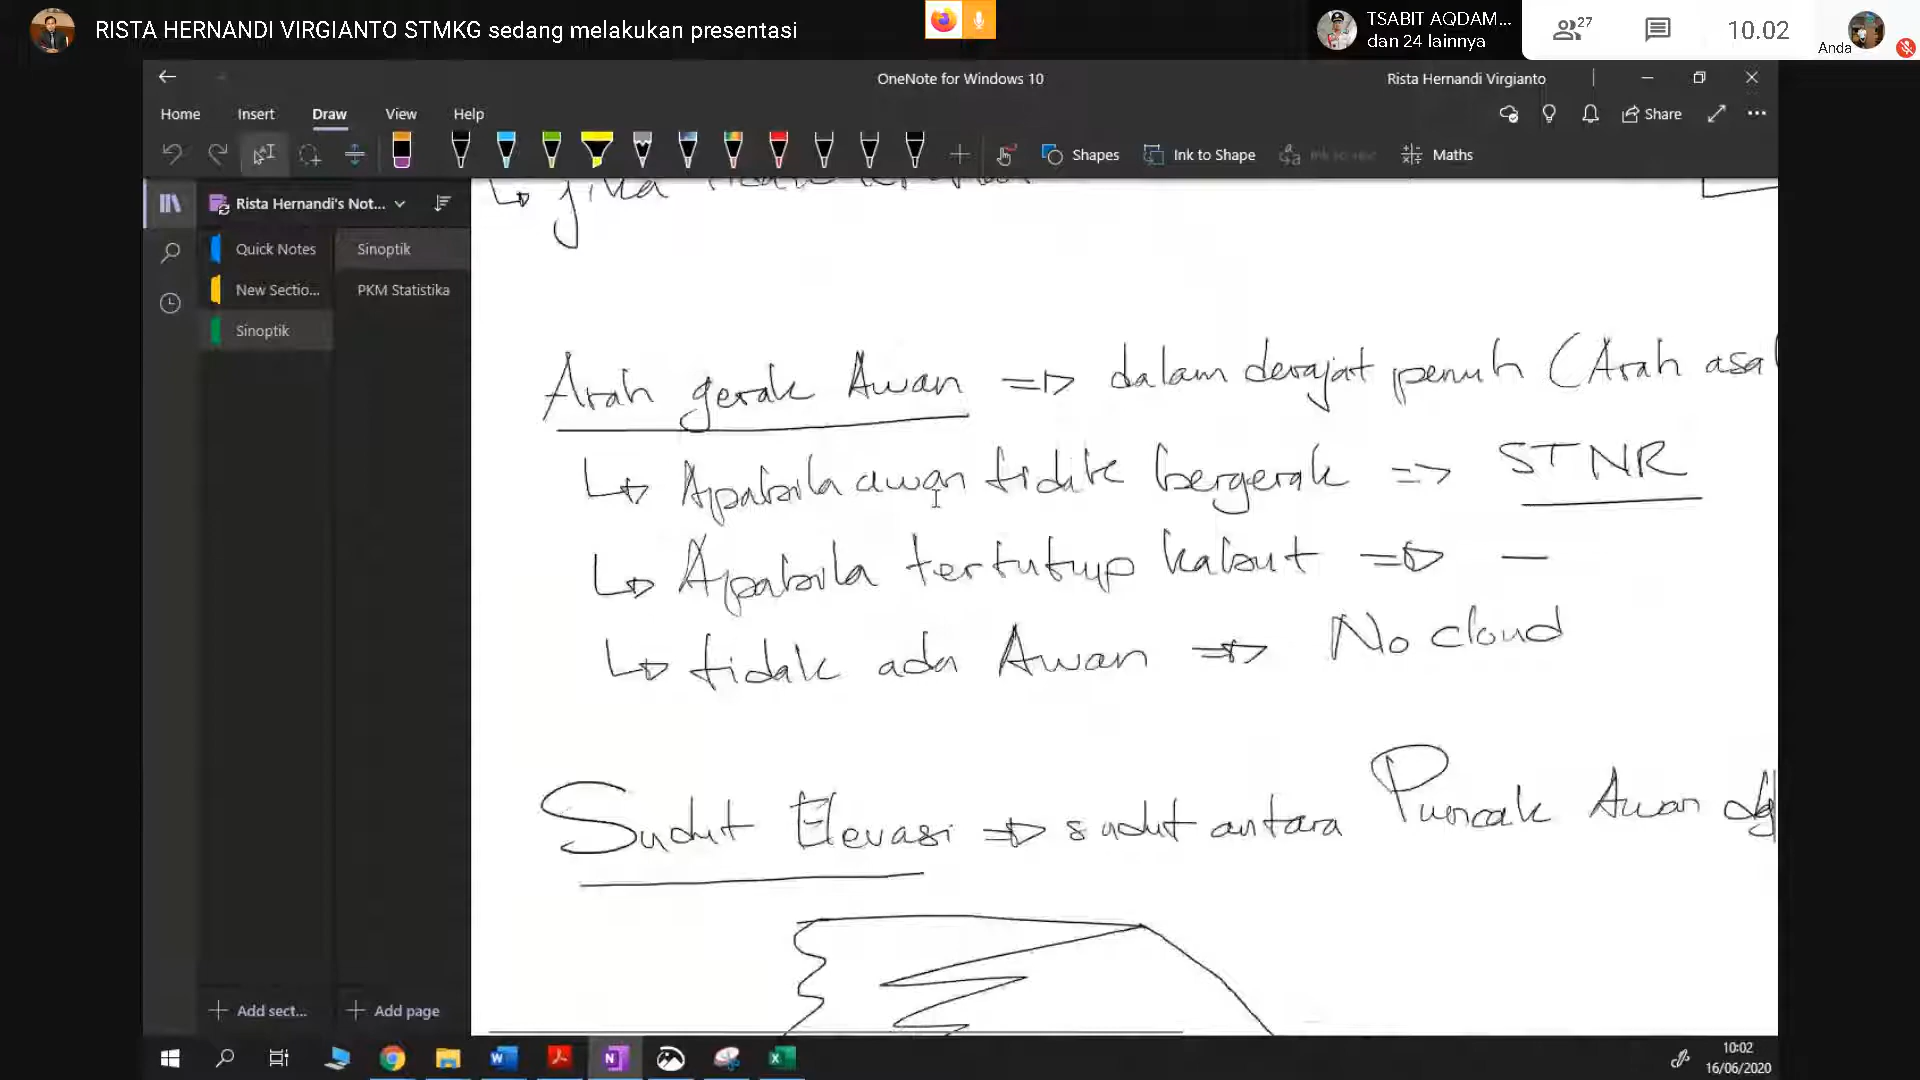 RISTA HERNANDI VIRGIANTO STMKG sedang melakukan presentasi
TSABIT AQDAM...
dan 24 lainnya
27
10.02
Anda
OneNote for Windows 10
Rista Hernandi Virgianto
Home Insert Draw View Help
Share
Shapes
Ink to Shape
Maths
Rista Hernandi's Not...
Quick Notes
New Sectio...
Sinoptik
Sinoptik
PKM Statistika
Add sect...
Add page
jika
Arah gerak Awan => dalam derajat penuh (Arah asal
Apabila awan tidak bergerak => STNR
Apabila tertutup kabut => —
tidak ada Awan => No cloud
Sudut Elevasi => sudut antara Puncak Awan dg
10:02
16/06/2020